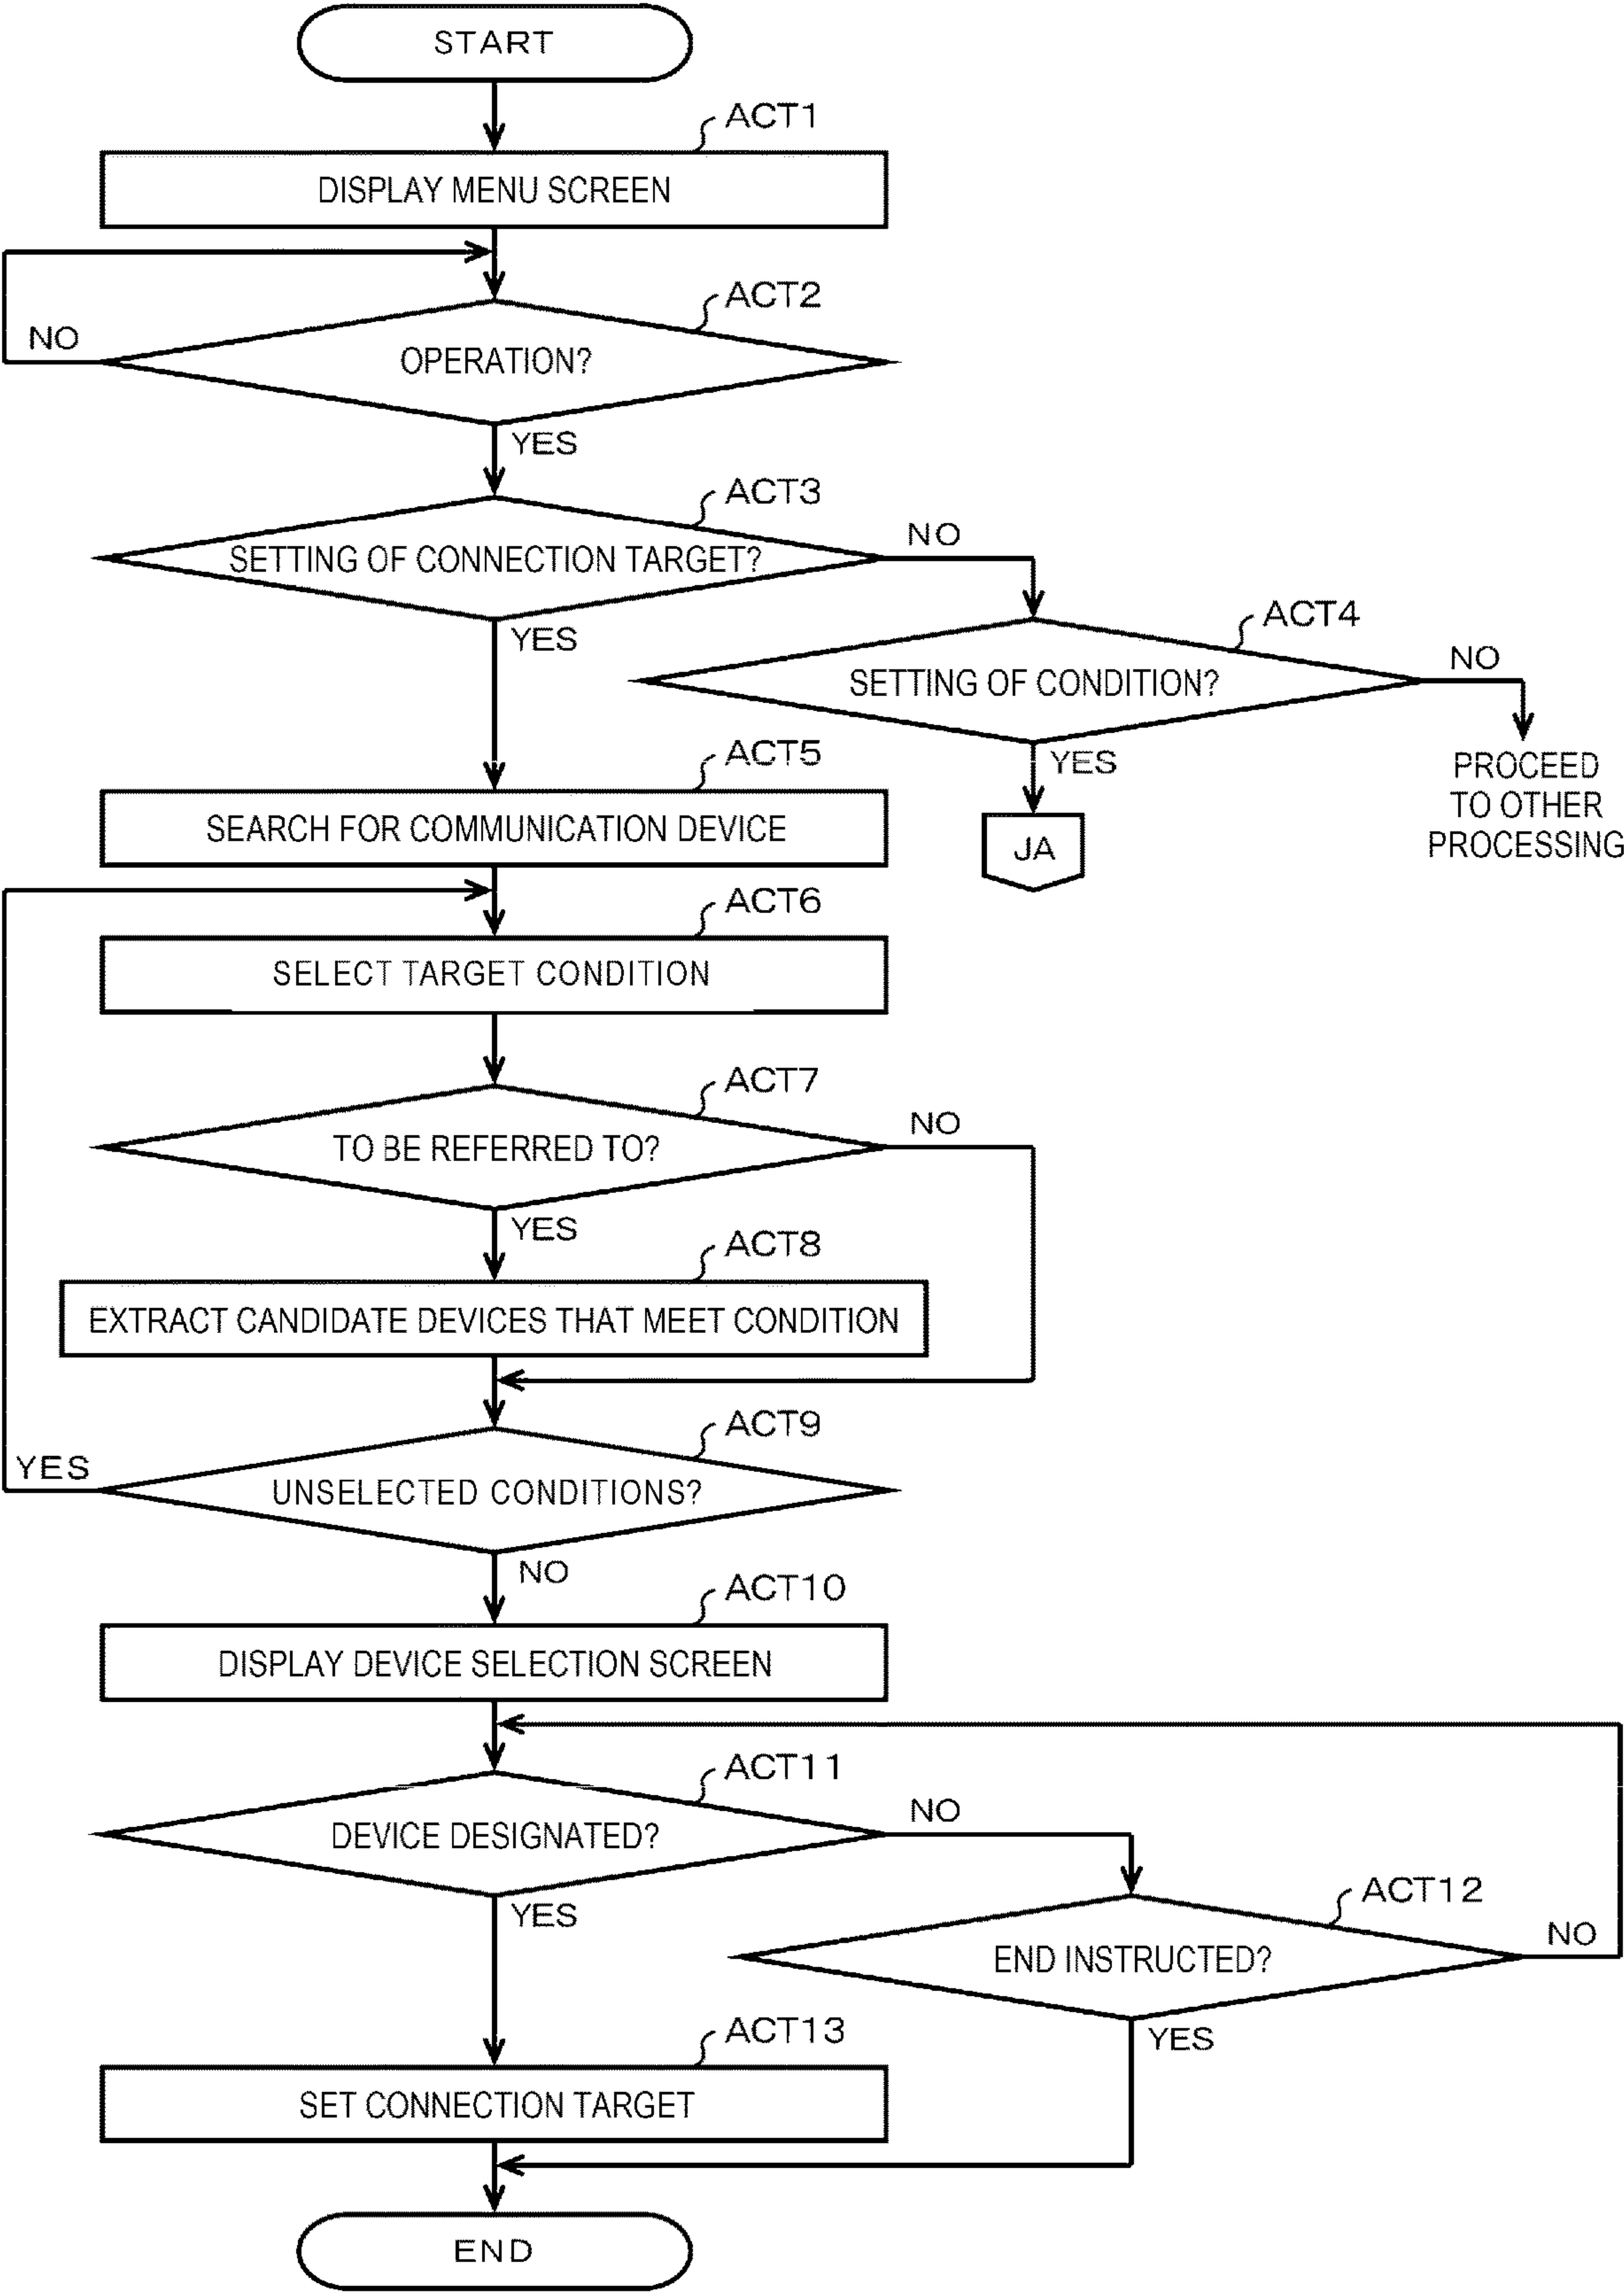 START
ACT1
DISPLAY MENU SCREEN
ACT2
NO
OPERATION?
YES
ACT3
SETTING OF CONNECTION TARGET?
NO
YES
ACT4
SETTING OF CONDITION?
NO
YES
PROCEED
TO OTHER
PROCESSING
JA
ACT5
SEARCH FOR COMMUNICATION DEVICE
ACT6
SELECT TARGET CONDITION
ACT7
TO BE REFERRED TO?
NO
YES
ACT8
EXTRACT CANDIDATE DEVICES THAT MEET CONDITION
ACT9
YES
UNSELECTED CONDITIONS?
NO
ACT10
DISPLAY DEVICE SELECTION SCREEN
ACT11
DEVICE DESIGNATED?
NO
YES
ACT12
END INSTRUCTED?
NO
YES
ACT13
SET CONNECTION TARGET
END